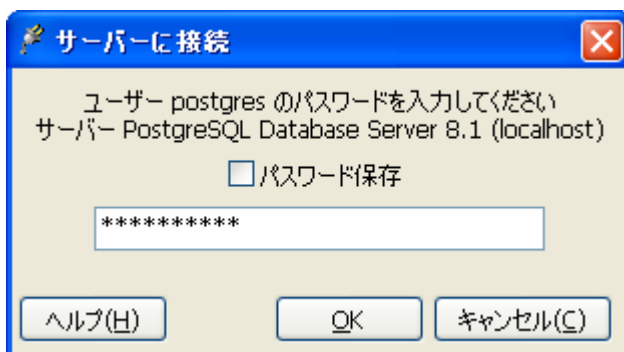 サーバーに接続
ユーザー postgres のパスワードを入力してください
サーバー PostgreSQL Database Server 8.1 (localhost)
パスワード保存
**********
ヘルプ(H) OK キャンセル(C)